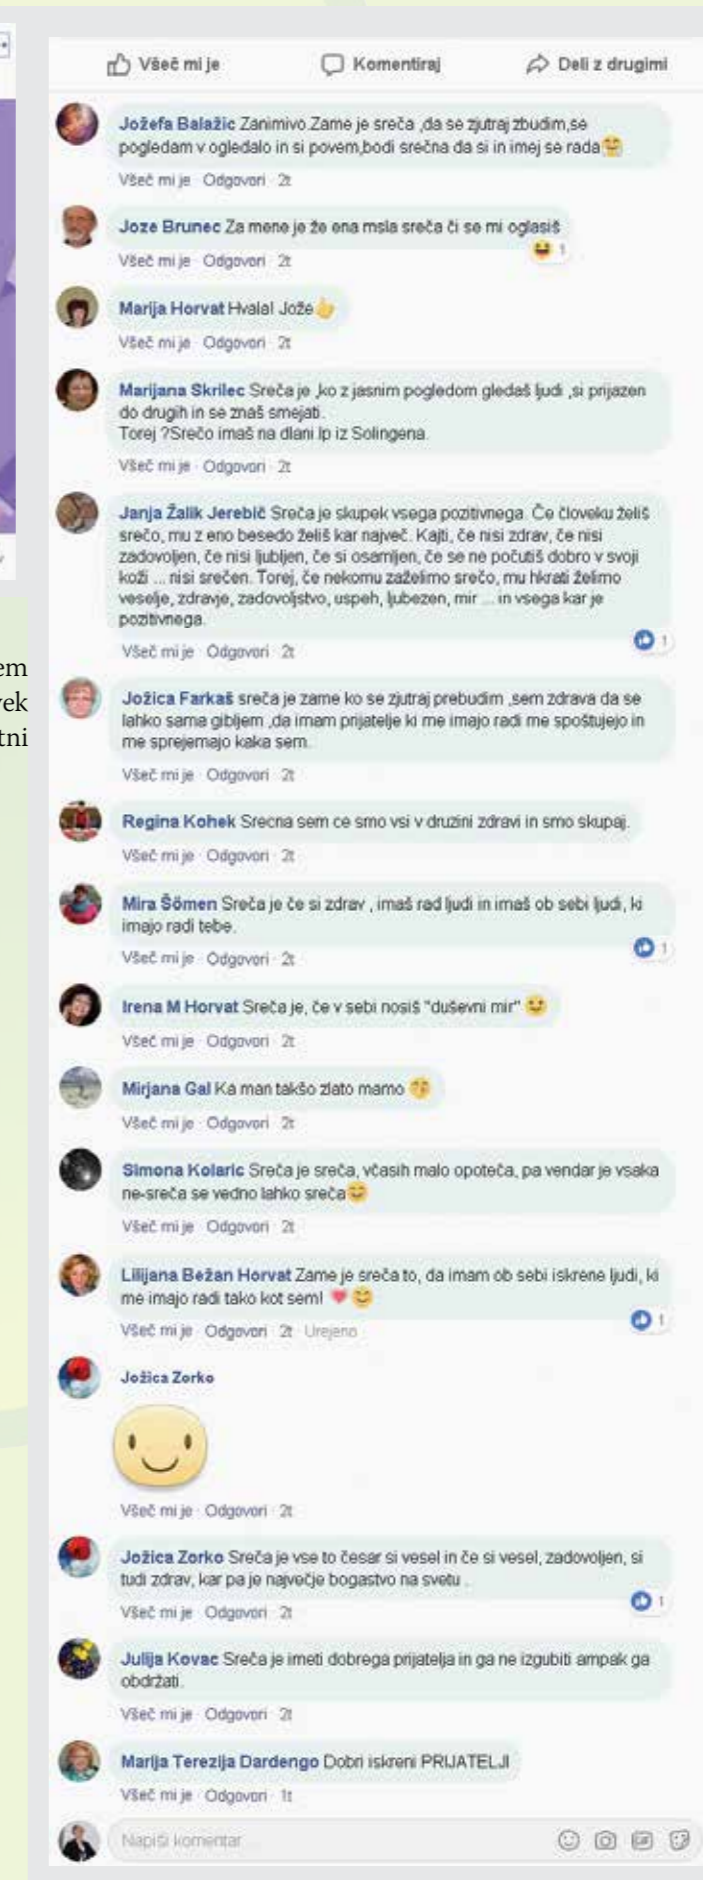 Všeč mi je Komentiraj Deli z drugimi
Jožefa Balažic Zanimivo.Zame je sreča ,da se zjutraj zbudim,se
pogledam v ogledalo in si povem,bodi srečna da si in imej se rada
Všeč mi je · Odgovori · 2t
Joze Brunec Za mene je že ena msla sreča či se mi oglasiš
1
Všeč mi je · Odgovori · 2t
Marija Horvat Hvala! Jože
Všeč mi je · Odgovori · 2t
Marijana Skrilec Sreča je ,ko z jasnim pogledom gledaš ljudi ,si prijazen
do drugih in se znaš smejati.
Torej ?Srečo imaš na dlani.lp iz Solingena.
Všeč mi je · Odgovori · 2t
Janja Žalik Jerebič Sreča je skupek vsega pozitivnega. Če človeku želiš
srečo, mu z eno besedo želiš kar največ. Kajti, če nisi zdrav, če nisi
zadovoljen, če nisi ljubljen, če si osamljen, če se ne počutiš dobro v svoji
koži ... nisi srečen. Torej, če nekomu zaželimo srečo, mu hkrati želimo
veselje, zdravje, zadovoljstvo, uspeh, ljubezen, mir ... in vsega kar je
pozitivnega.
1
Všeč mi je · Odgovori · 2t
em
vek
tni
Jožica Farkaš sreča je zame ko se zjutraj prebudim ,sem zdrava da se
lahko sama gibljem ,da imam prijatelje ki me imajo radi me spoštujejo in
me sprejemajo kaka sem.
Všeč mi je · Odgovori · 2t
Regina Kohek Srecna sem ce smo vsi v druzini zdravi in smo skupaj.
Všeč mi je · Odgovori · 2t
Mira Šömen Sreča je če si zdrav , imaš rad ljudi in imaš ob sebi ljudi, ki
imajo radi tebe.
1
Všeč mi je · Odgovori · 2t
Irena M Horvat Sreča je, če v sebi nosiš "duševni mir"
Všeč mi je · Odgovori · 2t
Mirjana Gal Ka man takšo zlato mamo
Všeč mi je · Odgovori · 2t
Simona Kolaric Sreča je sreča, včasih malo opoteča, pa vendar je vsaka
ne-sreča se vedno lahko sreča
Všeč mi je · Odgovori · 2t
Lilijana Bežan Horvat Zame je sreča to, da imam ob sebi iskrene ljudi, ki
me imajo radi tako kot sem!
1
Všeč mi je · Odgovori · 2t · Urejeno
Jožica Zorko
Všeč mi je · Odgovori · 2t
Jožica Zorko Sreča je vse to česar si vesel in če si vesel, zadovoljen, si
tudi zdrav, kar pa je največje bogastvo na svetu .
1
Všeč mi je · Odgovori · 2t
Julija Kovac Sreča je imeti dobrega prijatelja in ga ne izgubiti ampak ga
obdržati.
Všeč mi je · Odgovori · 2t
Marija Terezija Dardengo Dobri iskreni PRIJATELJI
Všeč mi je · Odgovori · 1t
Napiši komentar ...
GIF